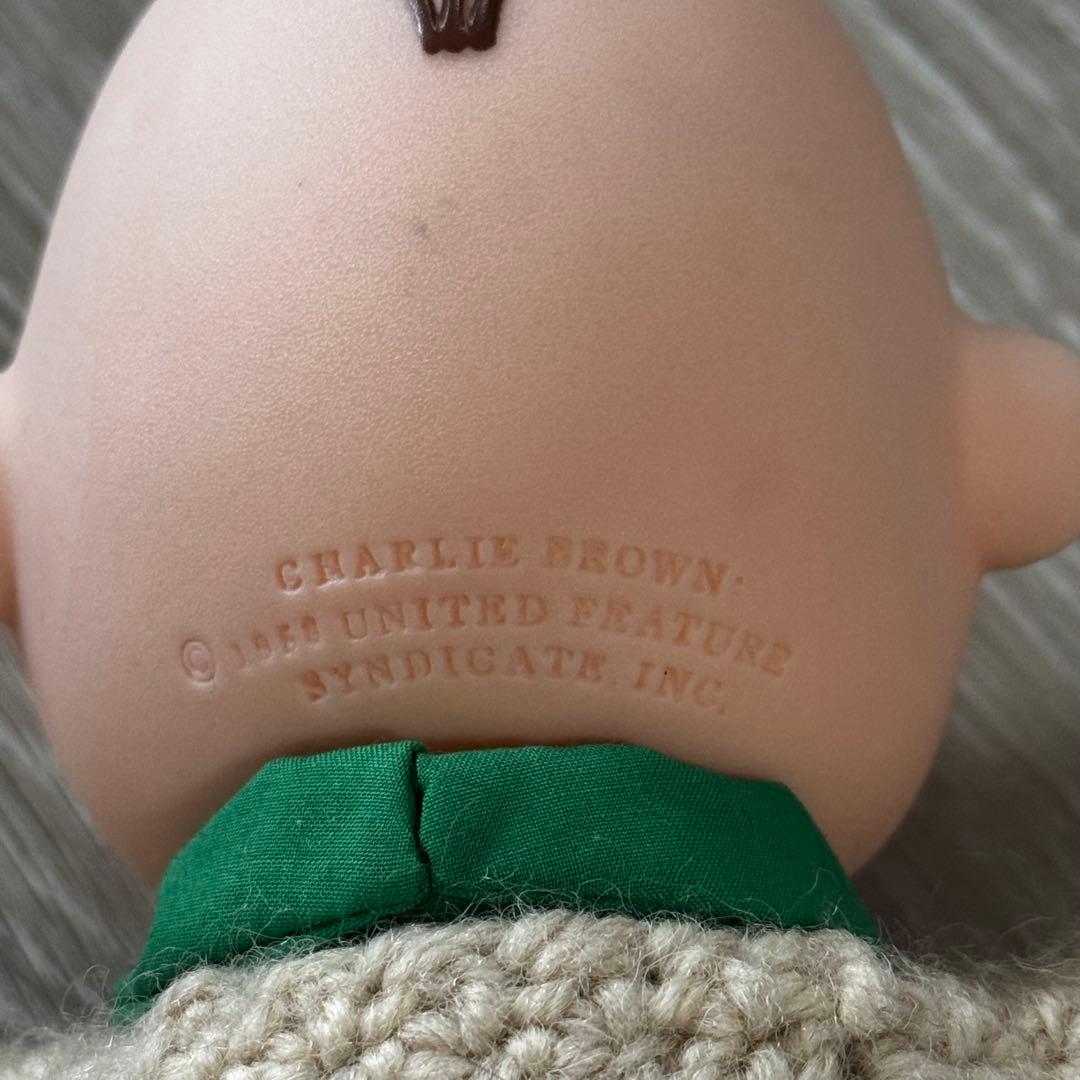 CHARLIE BROWN.
© 1958 UNITED FEATURE
SYNDICATE, INC.